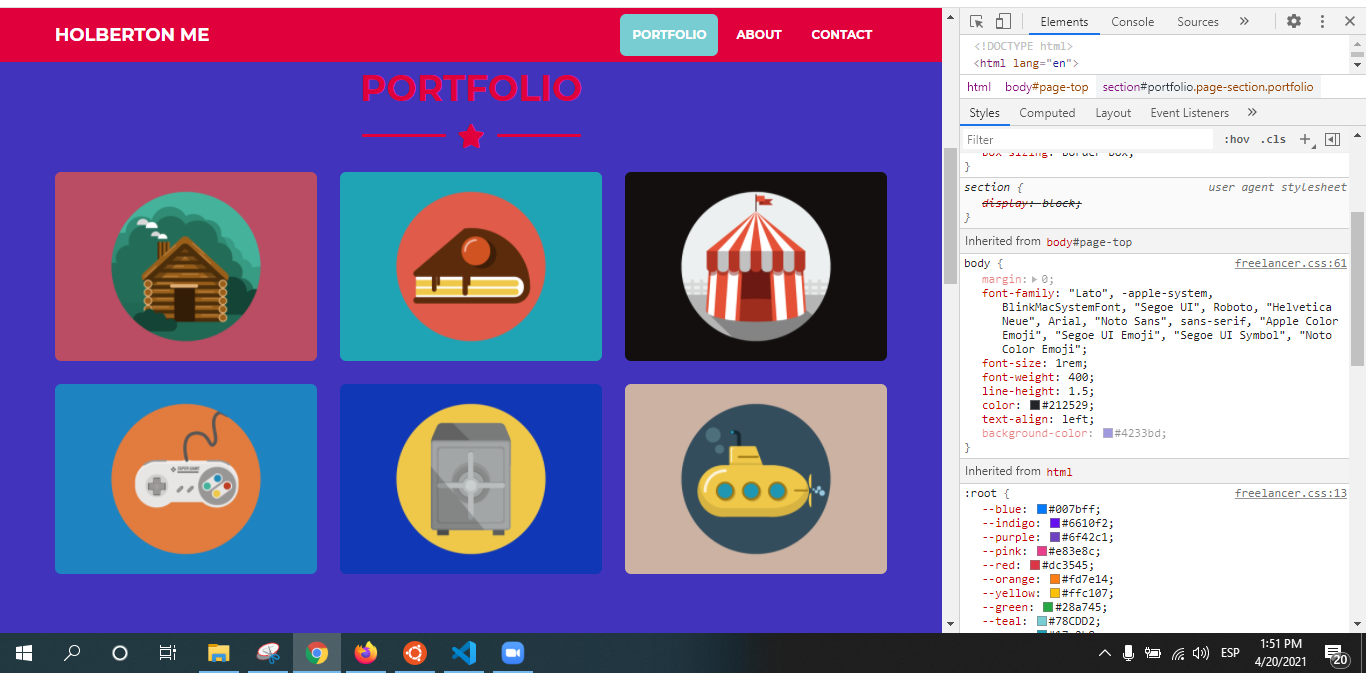 HOLBERTON ME
PORTFOLIO
ABOUT
CONTACT
PORTFOLIO
SUPER GAME
Elements
Console
Sources
»
<!DOCTYPE html>
<html lang="en">
html body#page-top section#portfolio.page-section.portfolio
Styles Computed Layout Event Listeners »
Filter
:hov .cls +
box-sizing: border-box;
}
section { user agent stylesheet
display: block;
}
Inherited from body#page-top
body { freelancer.css:61
margin: 0;
font-family: "Lato", -apple-system,
BlinkMacSystemFont, "Segoe UI", Roboto, "Helvetica
Neue", Arial, "Noto Sans", sans-serif, "Apple Color
Emoji", "Segoe UI Emoji", "Segoe UI Symbol", "Noto
Color Emoji";
font-size: 1rem;
font-weight: 400;
line-height: 1.5;
color: #212529;
text-align: left;
background-color: #4233bd;
}
Inherited from html
:root { freelancer.css:13
--blue: #007bff;
--indigo: #6610f2;
--purple: #6f42c1;
--pink: #e83e8c;
--red: #dc3545;
--orange: #fd7e14;
--yellow: #ffc107;
--green: #28a745;
--teal: #78CDD2;
ESP
1:51 PM
4/20/2021
20